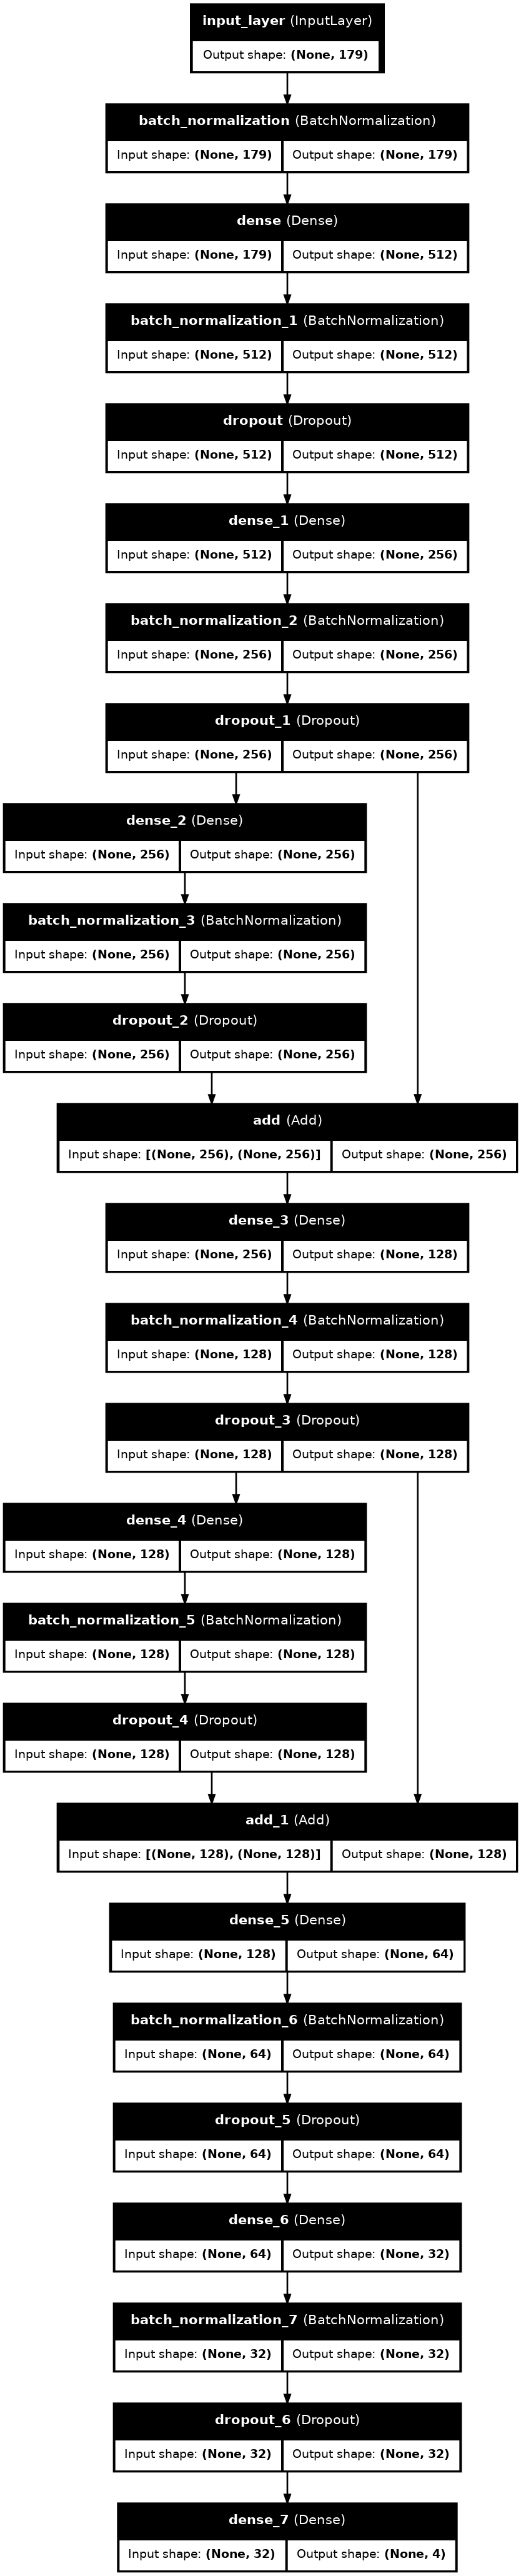 input_layer (InputLayer)
Output shape: (None, 179)
batch_normalization (BatchNormalization)
Input shape: (None, 179) Output shape: (None, 179)
dense (Dense)
Input shape: (None, 179) Output shape: (None, 512)
batch_normalization_1 (BatchNormalization)
Input shape: (None, 512) Output shape: (None, 512)
dropout (Dropout)
Input shape: (None, 512) Output shape: (None, 512)
dense_1 (Dense)
Input shape: (None, 512) Output shape: (None, 256)
batch_normalization_2 (BatchNormalization)
Input shape: (None, 256) Output shape: (None, 256)
dropout_1 (Dropout)
Input shape: (None, 256) Output shape: (None, 256)
dense_2 (Dense)
Input shape: (None, 256) Output shape: (None, 256)
batch_normalization_3 (BatchNormalization)
Input shape: (None, 256) Output shape: (None, 256)
dropout_2 (Dropout)
Input shape: (None, 256) Output shape: (None, 256)
add (Add)
Input shape: [(None, 256), (None, 256)] Output shape: (None, 256)
dense_3 (Dense)
Input shape: (None, 256) Output shape: (None, 128)
batch_normalization_4 (BatchNormalization)
Input shape: (None, 128) Output shape: (None, 128)
dropout_3 (Dropout)
Input shape: (None, 128) Output shape: (None, 128)
dense_4 (Dense)
Input shape: (None, 128) Output shape: (None, 128)
batch_normalization_5 (BatchNormalization)
Input shape: (None, 128) Output shape: (None, 128)
dropout_4 (Dropout)
Input shape: (None, 128) Output shape: (None, 128)
add_1 (Add)
Input shape: [(None, 128), (None, 128)] Output shape: (None, 128)
dense_5 (Dense)
Input shape: (None, 128) Output shape: (None, 64)
batch_normalization_6 (BatchNormalization)
Input shape: (None, 64) Output shape: (None, 64)
dropout_5 (Dropout)
Input shape: (None, 64) Output shape: (None, 64)
dense_6 (Dense)
Input shape: (None, 64) Output shape: (None, 32)
batch_normalization_7 (BatchNormalization)
Input shape: (None, 32) Output shape: (None, 32)
dropout_6 (Dropout)
Input shape: (None, 32) Output shape: (None, 32)
dense_7 (Dense)
Input shape: (None, 32) Output shape: (None, 4)